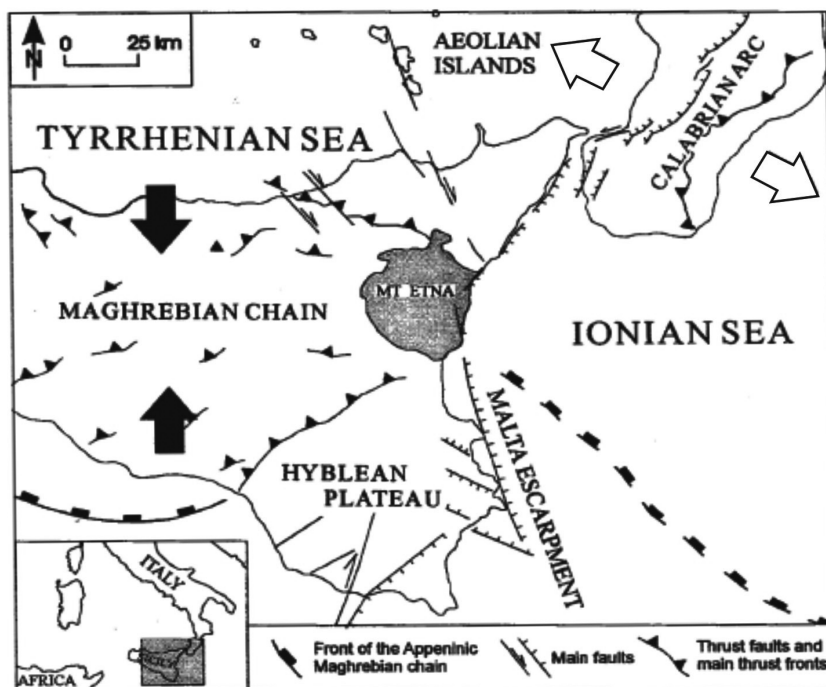 N
0 25 km
AEOLIAN
ISLANDS
TYRRHENIAN SEA
CALABRIAN ARC
MT ETNA
MAGHREBIAN CHAIN
IONIAN SEA
MALTA ESCARPMENT
HYBLEAN
PLATEAU
ITALY
SICILY
AFRICA
Front of the Appeninic
Maghrebian chain
Main faults
Thrust faults and
main thrust fronts